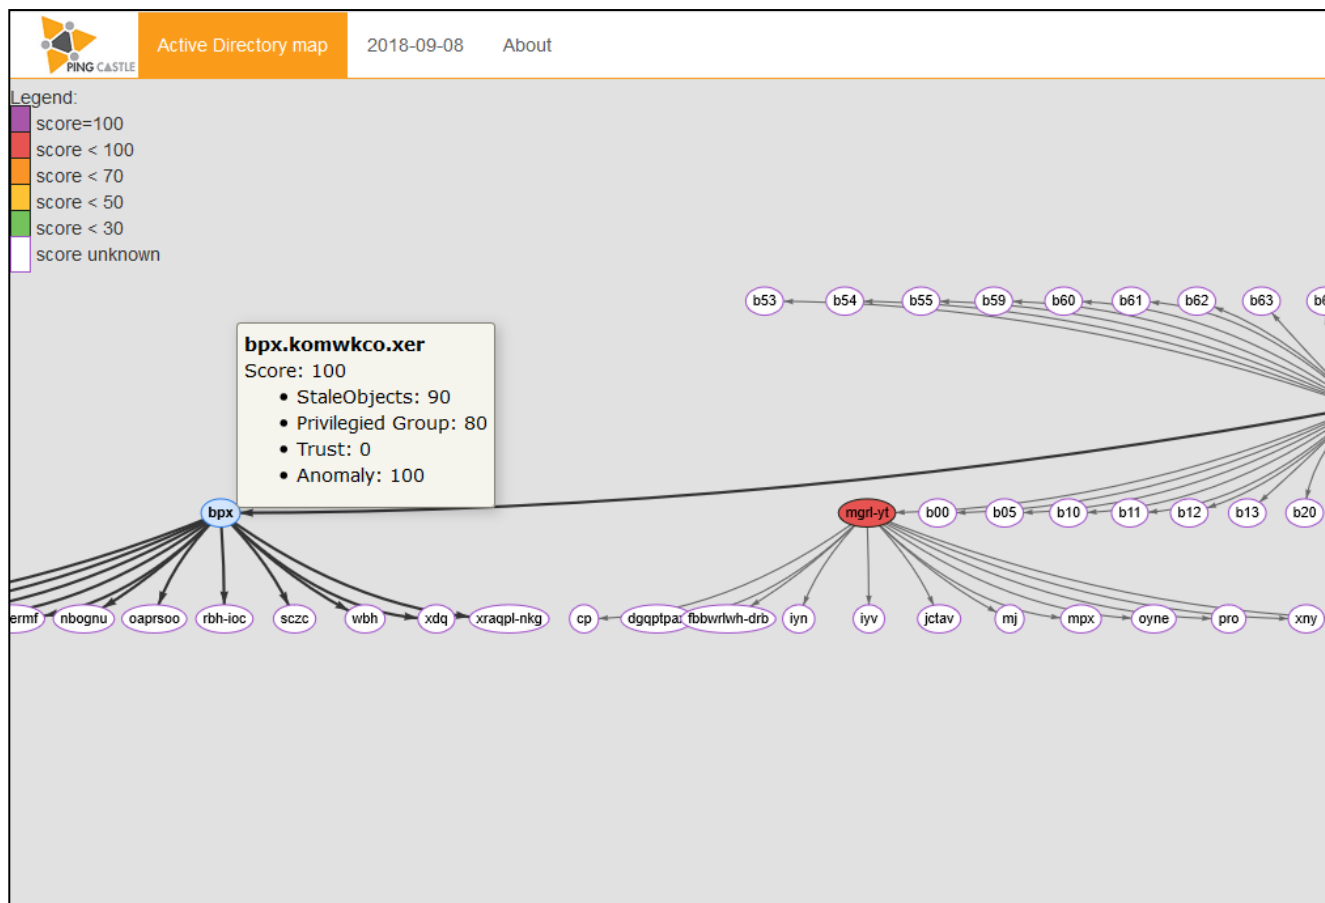 PING CASTLE
Active Directory map
2018-09-08
About
Legend:
score=100
score < 100
score < 70
score < 50
score < 30
score unknown
b53 b54 b55 b59 b60 b61 b62 b63
bpx.komwkco.xer
Score: 100
• StaleObjects: 90
• Privilegied Group: 80
• Trust: 0
• Anomaly: 100
bpx mgrl-yt b00 b05 b10 b11 b12 b13 b20
ermf nbognu oaprsoo rbh-ioc sczc wbh xdq xraqpl-nkg cp dgqptpa fbbwrlwh-drb iyn iyv jctav mj mpx oyne pro xny